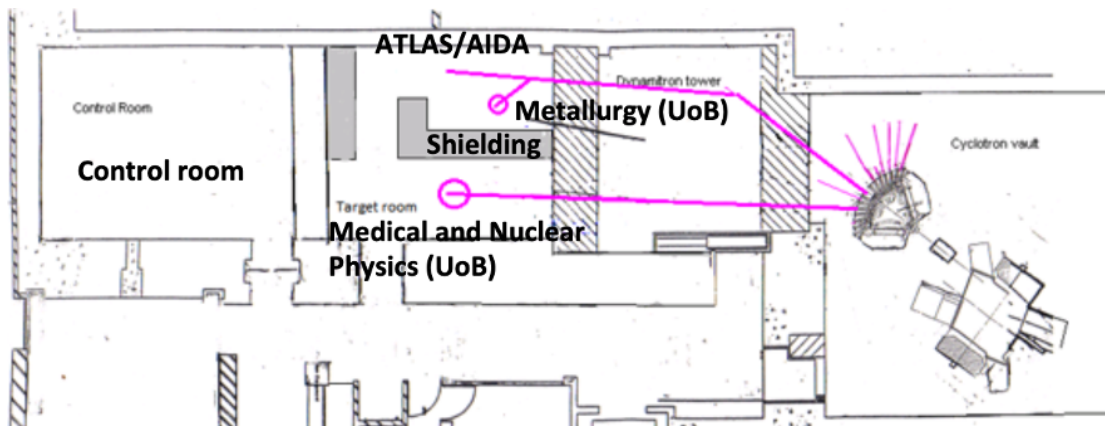 ATLAS/AIDA
Dynamitron tower
Control Room
Metallurgy (UoB)
Shielding
Cyclotron vault
Control room
Target room
Medical and Nuclear
Physics (UoB)